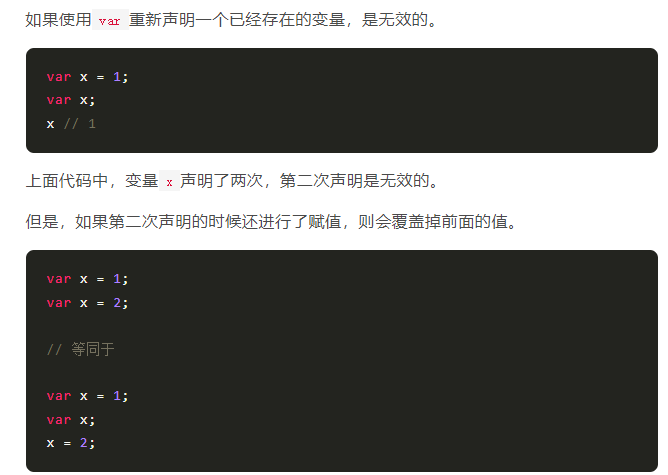 如果使用 var 重新声明一个已经存在的变量，是无效的。
var x = 1;
var x;
x // 1
上面代码中，变量 x 声明了两次，第二次声明是无效的。
但是，如果第二次声明的时候还进行了赋值，则会覆盖掉前面的值。
var x = 1;
var x = 2;
// 等同于
var x = 1;
var x;
x = 2;